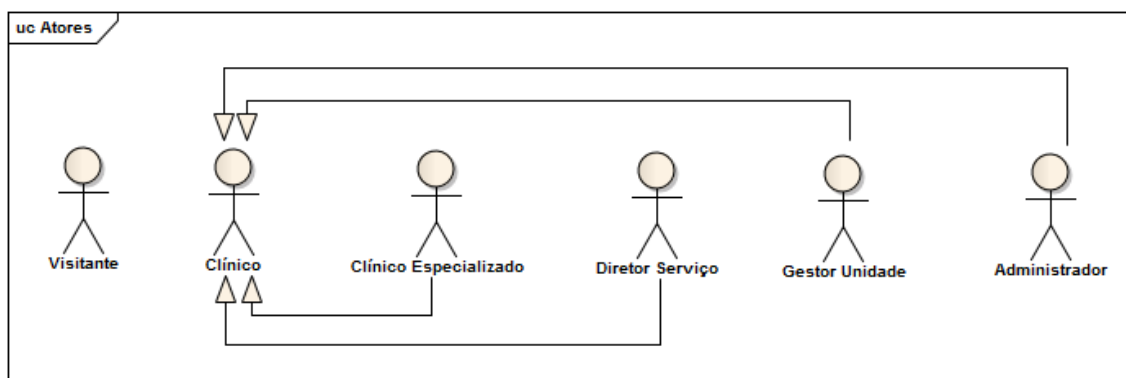 uc Atores
Visitante
Clínico
Clínico Especializado
Diretor Serviço
Gestor Unidade
Administrador